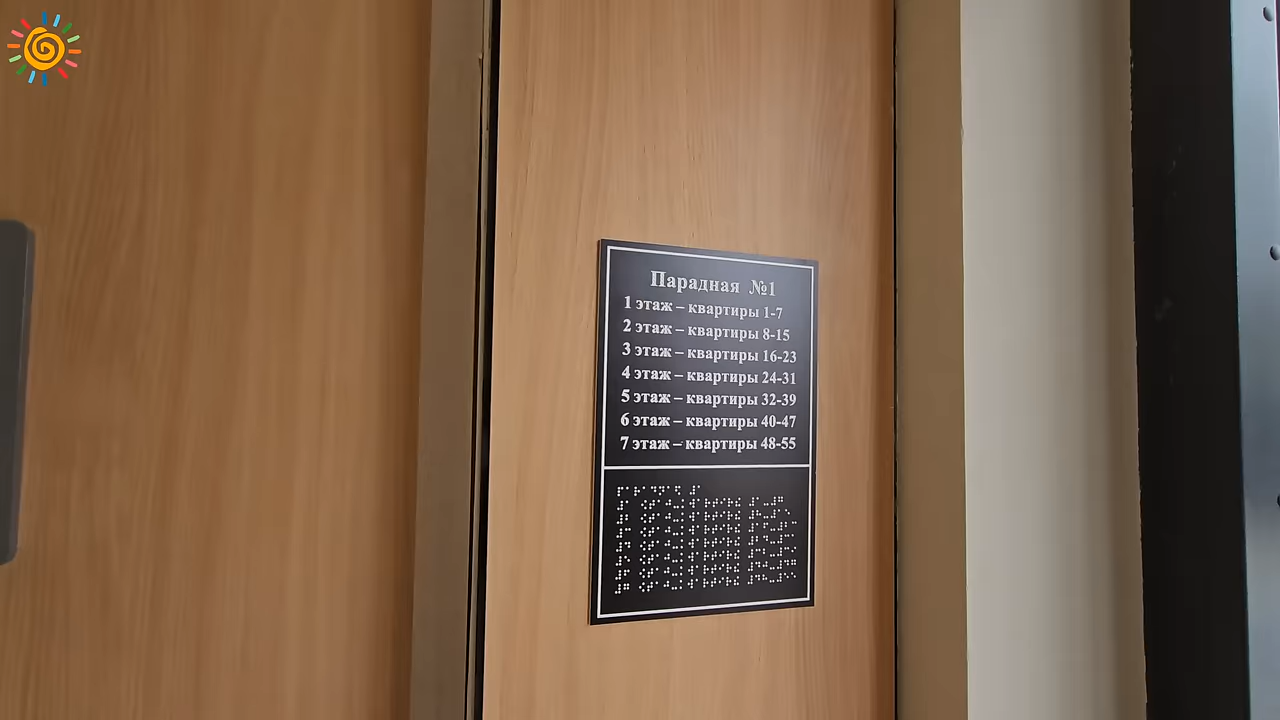 Парадная №1
1 этаж – квартиры 1-7
2 этаж – квартиры 8-15
3 этаж – квартиры 16-23
4 этаж – квартиры 24-31
5 этаж – квартиры 32-39
6 этаж – квартиры 40-47
7 этаж – квартиры 48-55